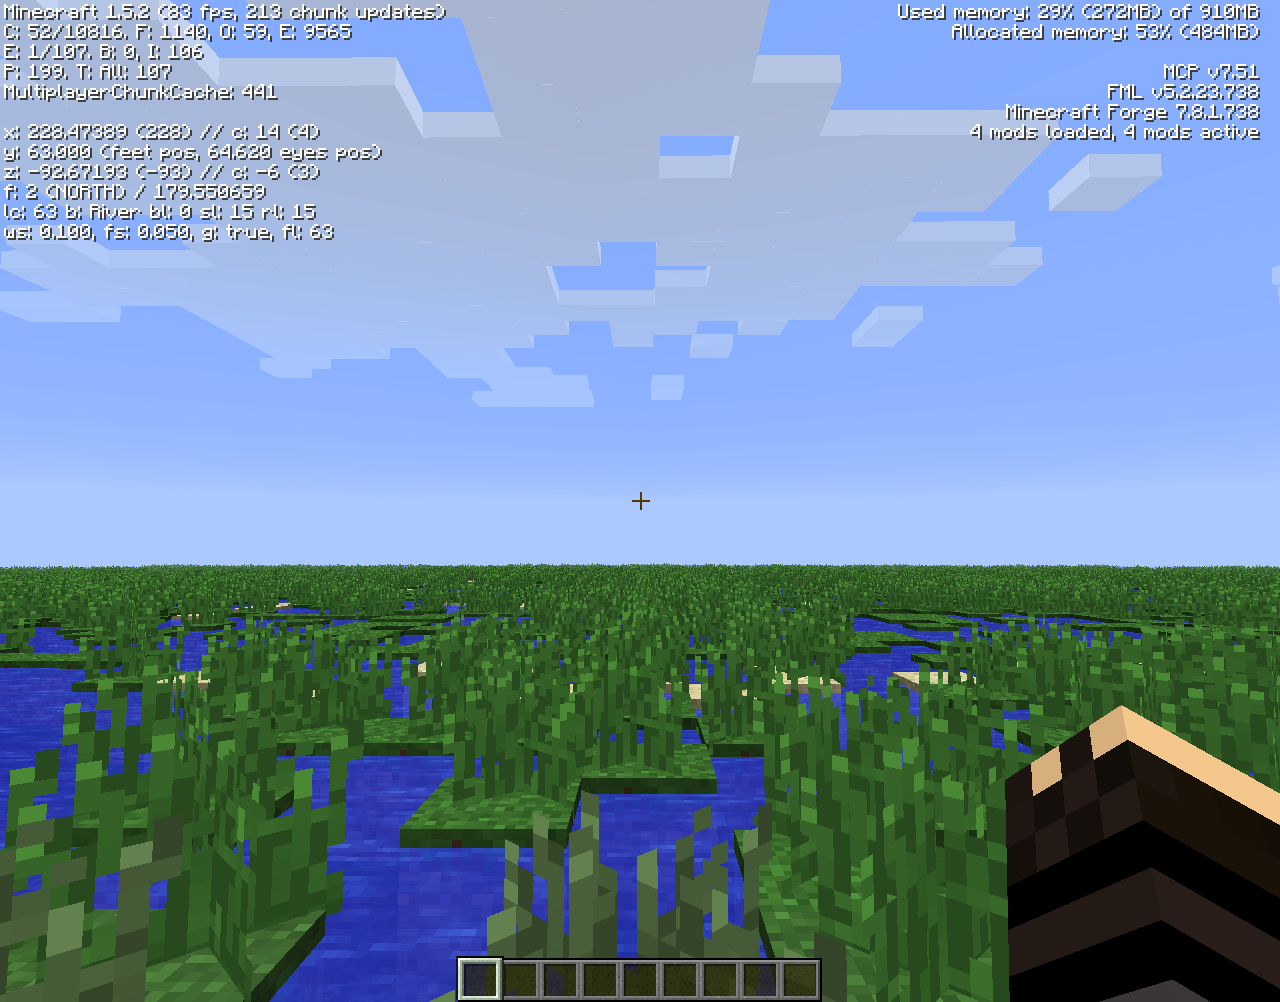 Minecraft 1.5.2 (83 fps, 213 chunk updates)
C: 52/10816. F: 1140, O: 59, E: 9565
E: 1/107. B: 0, I: 106
P: 199. T: All: 107
MultiplayerChunkCache: 441
x: 228.47389 (228) // c: 14 (4)
y: 63.000 (feet pos, 64.620 eyes pos)
z: -92.67193 (-93) // c: -6 (3)
f: 2 (NORTH) / 179.550659
lc: 63 b: River bl: 0 sl: 15 rl: 15
ws: 0.100, fs: 0.050, g: true, fl: 63
Used memory: 29% (272MB) of 910MB
Allocated memory: 53% (484MB)
MCP v7.51
FML v5.2.23.738
Minecraft Forge 7.8.1.738
4 mods loaded, 4 mods active